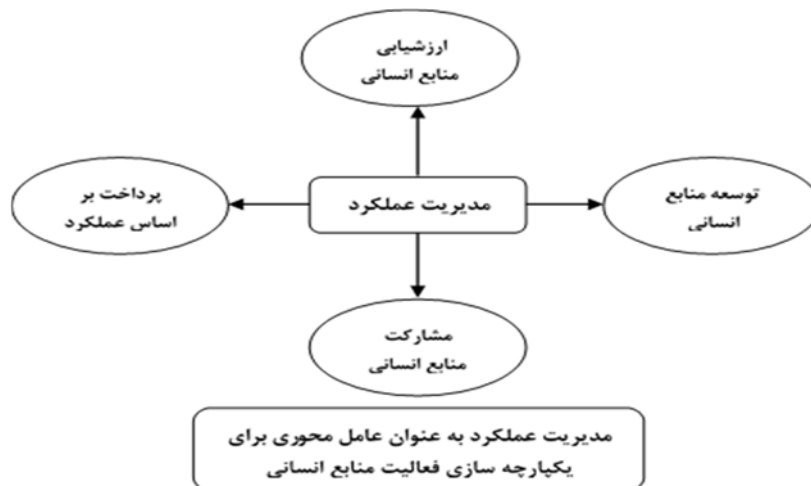 ارزشیابی
منابع انسانی
توسعه منابع
انسانی
مدیریت عملکرد
پرداخت بر
اساس عملکرد
مشارکت
منابع انسانی
مدیریت عملکرد به عنوان عامل محوری برای
یکپارچه سازی فعالیت منابع انسانی